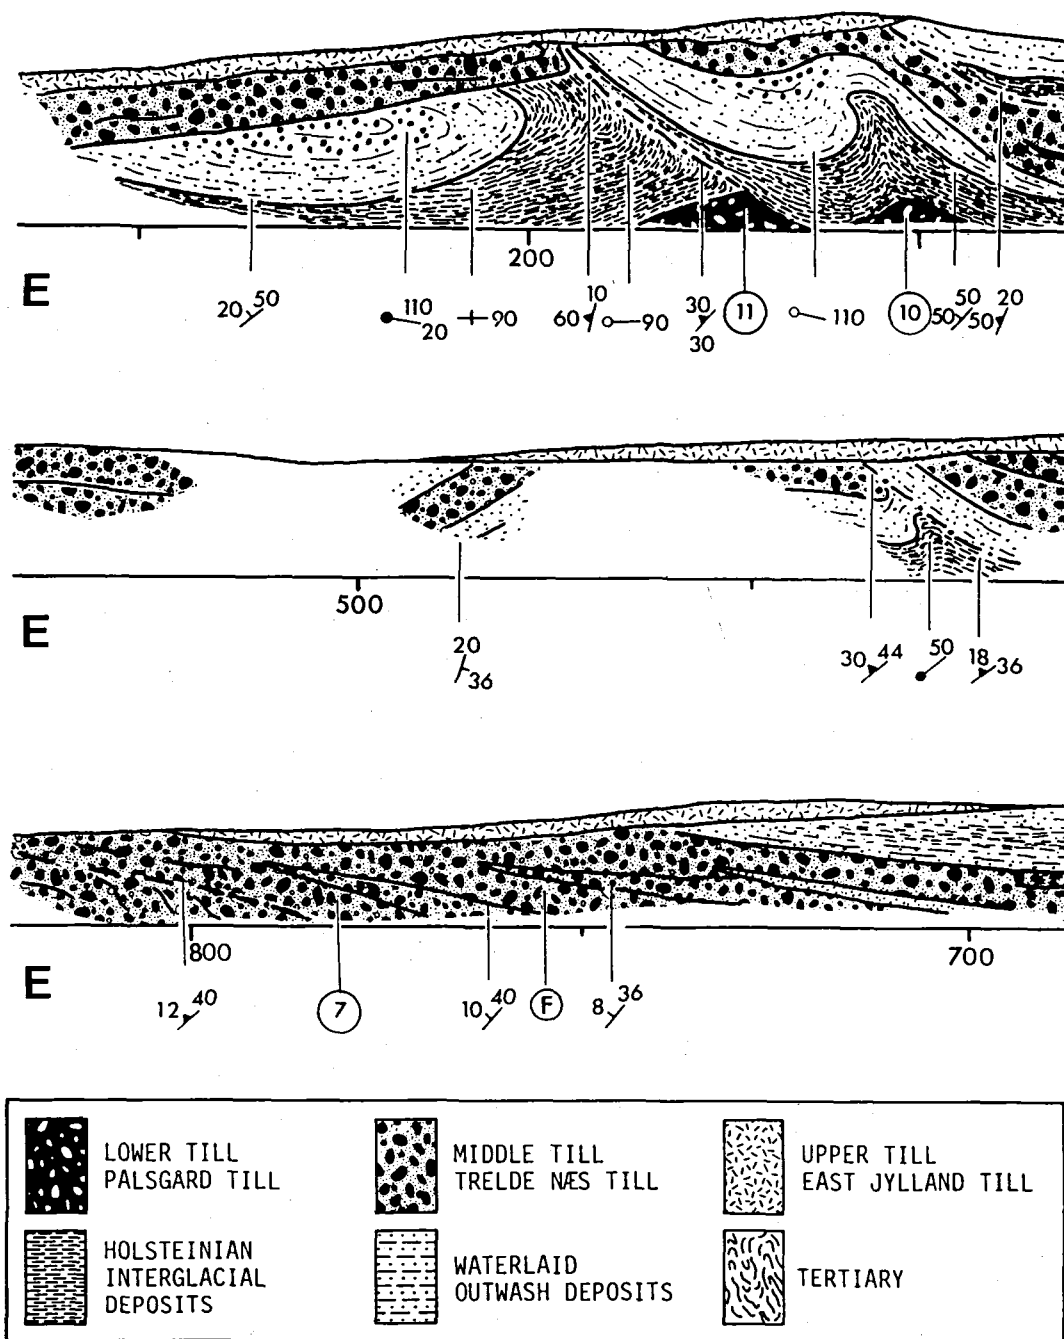 200
E
20 50
110
20
90
10
60
90
30
30
11
110
10
50
50
50
20
500
E
20
36
30 44
50
18 36
800
700
E
12 40
7
10 40
F
8 36
LOWER TILL
PALSGÅRD TILL
MIDDLE TILL
TRELDE NÆS TILL
UPPER TILL
EAST JYLLAND TILL
HOLSTEINIAN
INTERGLACIAL
DEPOSITS
WATERLAID
OUTWASH DEPOSITS
TERTIARY